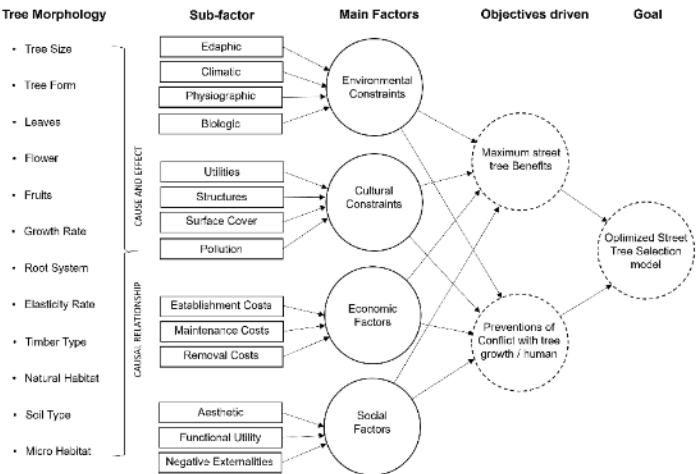 Tree Morphology
Sub-factor
Main Factors
Objectives driven
Goal
• Tree Size
• Tree Form
• Leaves
• Flower
• Fruits
• Growth Rate
• Root System
• Elasticity Rate
• Timber Type
• Natural Habitat
• Soil Type
• Micro Habitat
CAUSE AND EFFECT
CAUSAL RELATIONSHIP
Edaphic
Climatic
Physiographic
Biologic
Utilities
Structures
Surface Cover
Pollution
Establishment Costs
Maintenance Costs
Removal Costs
Aesthetic
Functional Utility
Negative Externalities
Environmental
Constraints
Cultural
Constraints
Economic
Factors
Social
Factors
Maximum street
tree Benefits
Preventions of
Conflict with tree
growth / human
Optimized Street
Tree Selection
model